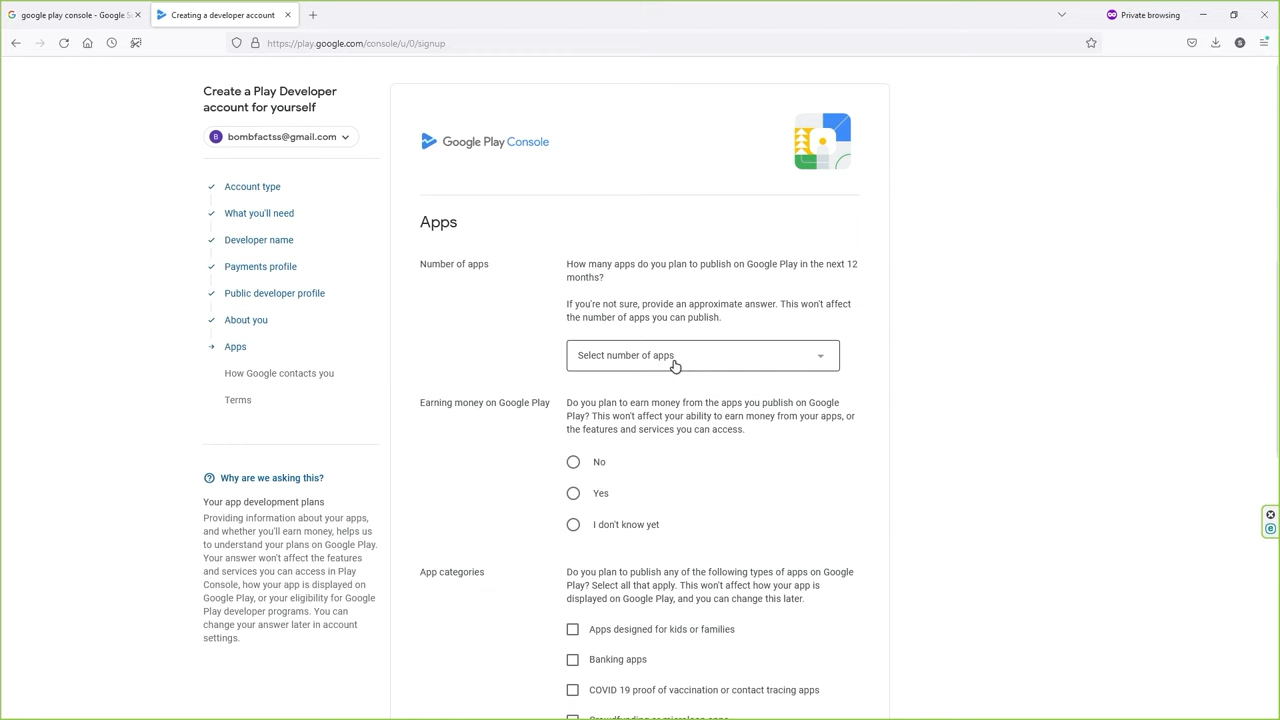 google play console - Google S
Creating a developer account
Private browsing
https://play.google.com/console/u/0/signup
Create a Play Developer
account for yourself
B bombfactss@gmail.com
Account type
What you'll need
Developer name
Payments profile
Public developer profile
About you
Apps
How Google contacts you
Terms
Why are we asking this?
Your app development plans
Providing information about your apps,
and whether you'll earn money, helps us
to understand your plans on Google Play.
Your answer won't affect the features
and services you can access in Play
Console, how your app is displayed on
Google Play, or your eligibility for Google
Play developer programs. You can
change your answer later in account
settings.
Google Play Console
Apps
Number of apps
How many apps do you plan to publish on Google Play in the next 12
months?
If you're not sure, provide an approximate answer. This won't affect
the number of apps you can publish.
Select number of apps
Earning money on Google Play
Do you plan to earn money from the apps you publish on Google
Play? This won't affect your ability to earn money from your apps, or
the features and services you can access.
No
Yes
I don't know yet
App categories
Do you plan to publish any of the following types of apps on Google
Play? Select all that apply. This won't affect how your app is
displayed on Google Play, and you can change this later.
Apps designed for kids or families
Banking apps
COVID 19 proof of vaccination or contact tracing apps